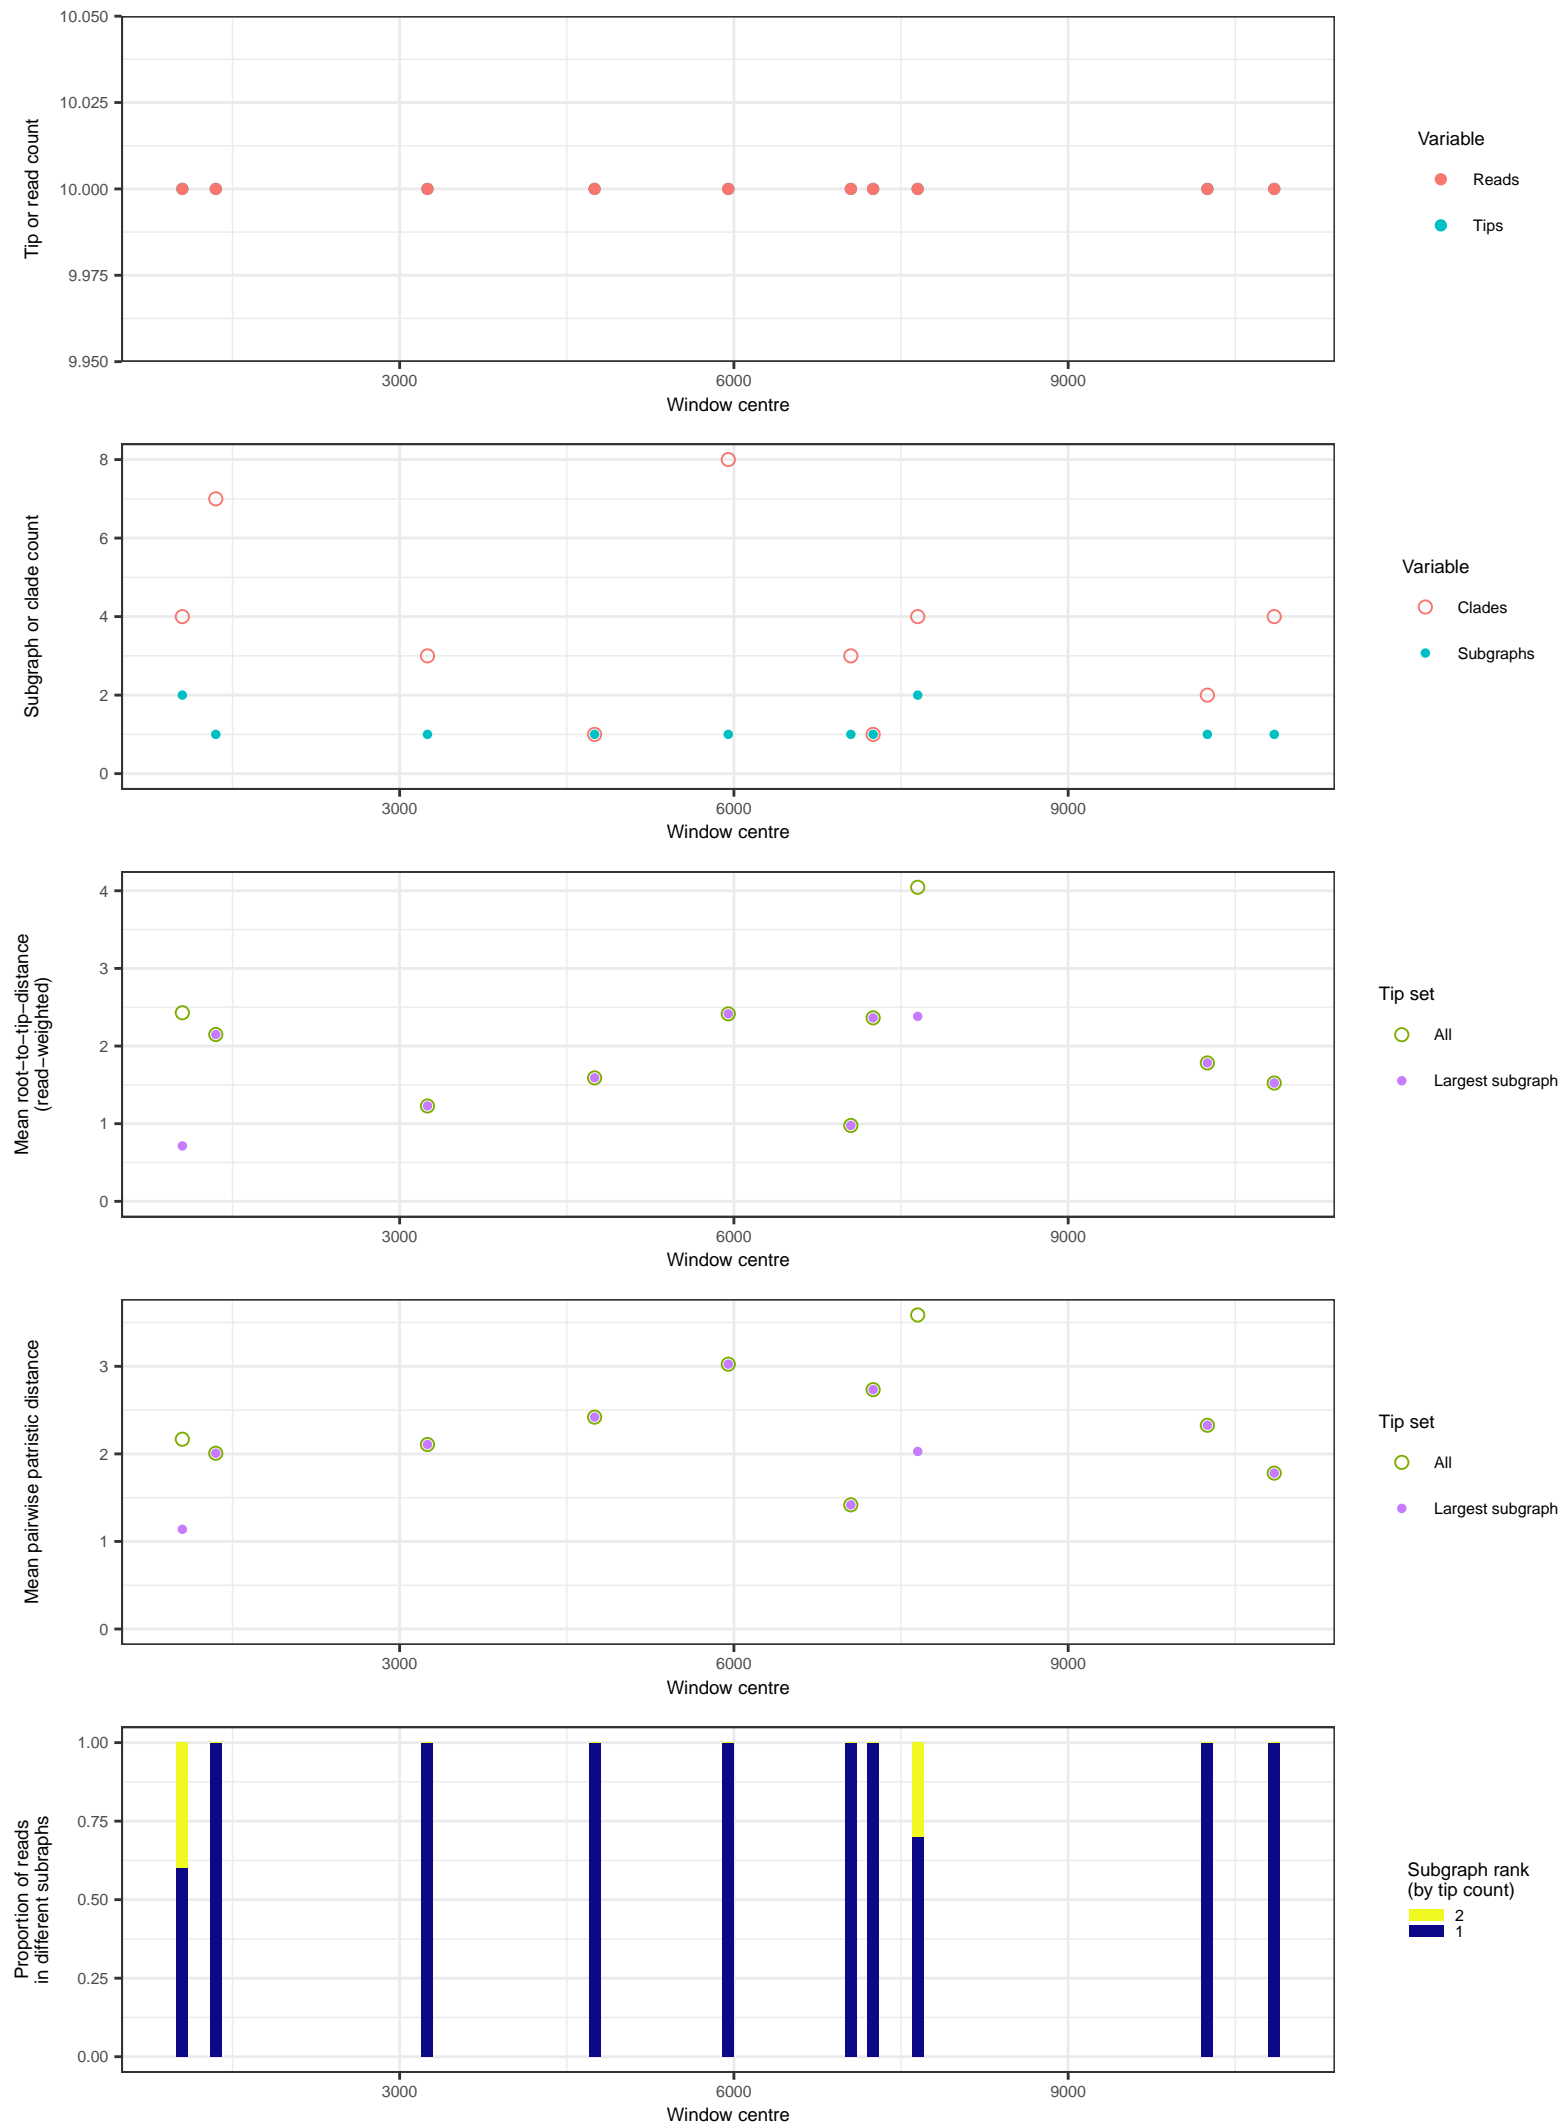 10.050
10.025
10.000
9.975
9.950
Tip or read count
3000
6000
9000
Window centre
Variable
Reads
Tips
8
6
4
2
0
Subgraph or clade count
3000
6000
9000
Window centre
Variable
Clades
Subgraphs
4
3
2
1
0
Mean root−to−tip−distance
(read−weighted)
3000
6000
9000
Window centre
Tip set
All
Largest subgraph
3
2
1
0
Mean pairwise patristic distance
3000
6000
9000
Window centre
Tip set
All
Largest subgraph
1.00
0.75
0.50
0.25
0.00
Proportion of reads
in different subraphs
3000
6000
9000
Window centre
Subgraph rank
(by tip count)
2
1